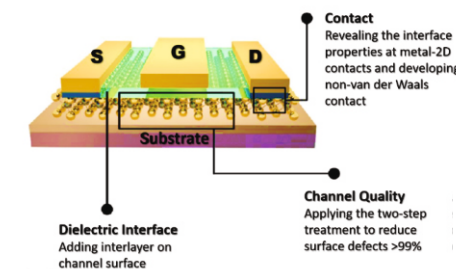 Contact
Revealing the interface
properties at metal-2D
contacts and developing
non-van der Waals
contact
S
G
D
Substrate
Channel Quality
Applying the two-step
treatment to reduce
surface defects >99%
Dielectric Interface
Adding interlayer on
channel surface